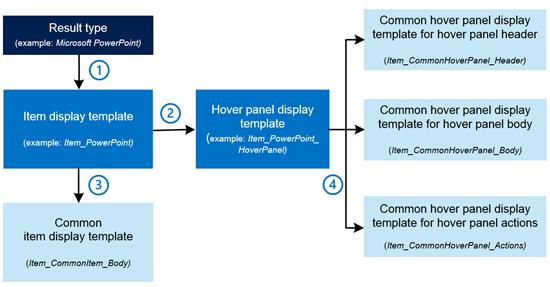 Result type
(example: Microsoft PowerPoint)
1
Item display template
(example: Item_PowerPoint)
2
Hover panel display
template
(example: Item_PowerPoint_
HoverPanel)
3
Common
item display template
(Item_CommonItem_Body)
4
Common hover panel display
template for hover panel header
(Item_CommonHoverPanel_Header)
Common hover panel display
template for hover panel body
(Item_CommonHoverPanel_Body)
Common hover panel display
template for hover panel actions
(Item_CommonHoverPanel_Actions)